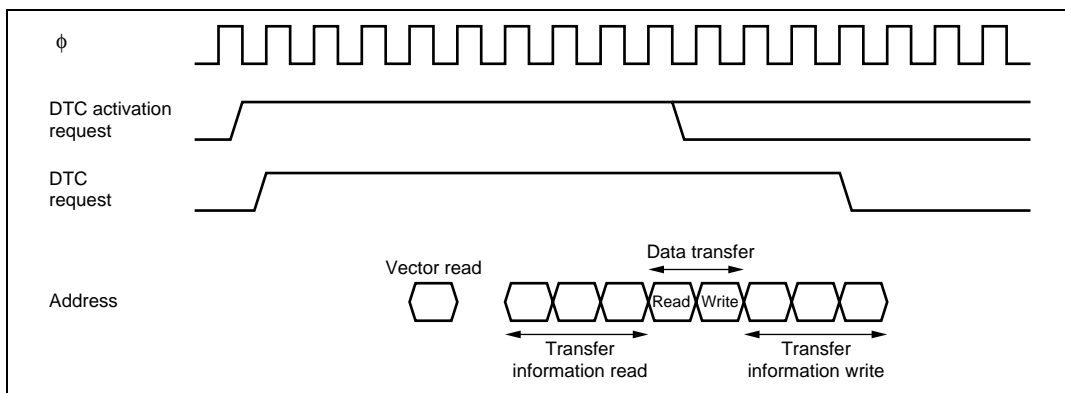 φ
DTC activation
request
DTC
request
Data transfer
Vector read
Address
Read Write
Transfer
information read
Transfer
information write